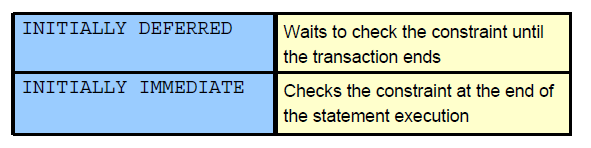 INITIALLY DEFERRED
Waits to check the constraint until
the transaction ends
INITIALLY IMMEDIATE
Checks the constraint at the end of
the statement execution